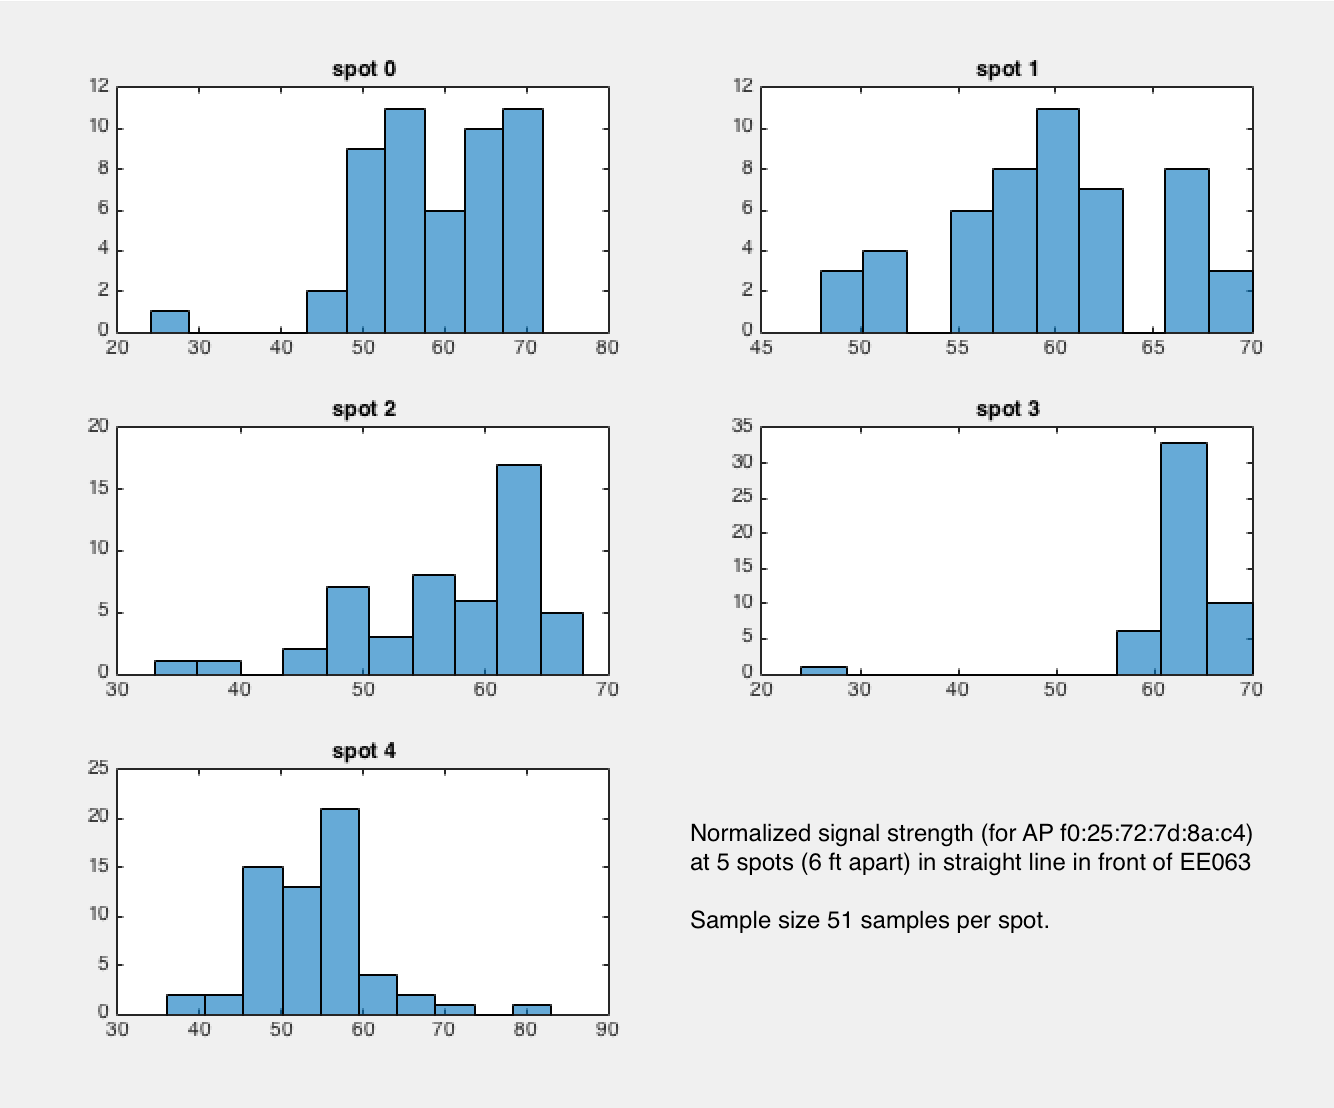 spot 0
12
10
8
6
4
2
0
20 30 40 50 60 70 80
spot 1
12
10
8
6
4
2
0
45 50 55 60 65 70
spot 2
20
15
10
5
0
30 40 50 60 70
spot 3
35
30
25
20
15
10
5
0
20 30 40 50 60 70
spot 4
25
20
15
10
5
0
30 40 50 60 70 80 90
Normalized signal strength (for AP f0:25:72:7d:8a:c4)
at 5 spots (6 ft apart) in straight line in front of EE063
Sample size 51 samples per spot.